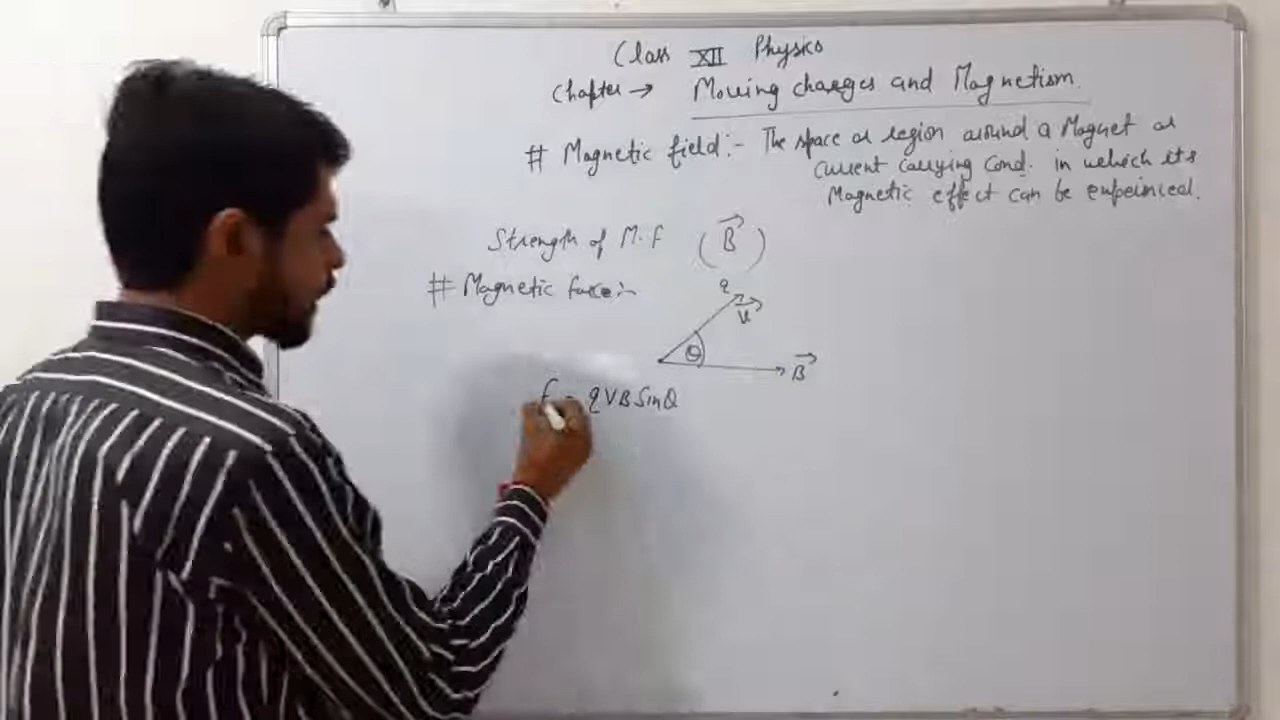 Class XII Physics
Chapter → Moving charges and Magnetism.
# Magnetic field:- The space or region around a Magnet or
current carrying Cond. in which its
Magnetic effect can be expeinced.
Strength of M.F (B→)
# Magnetic force:-
q
v→
θ
B→
F = qVB Sinθ